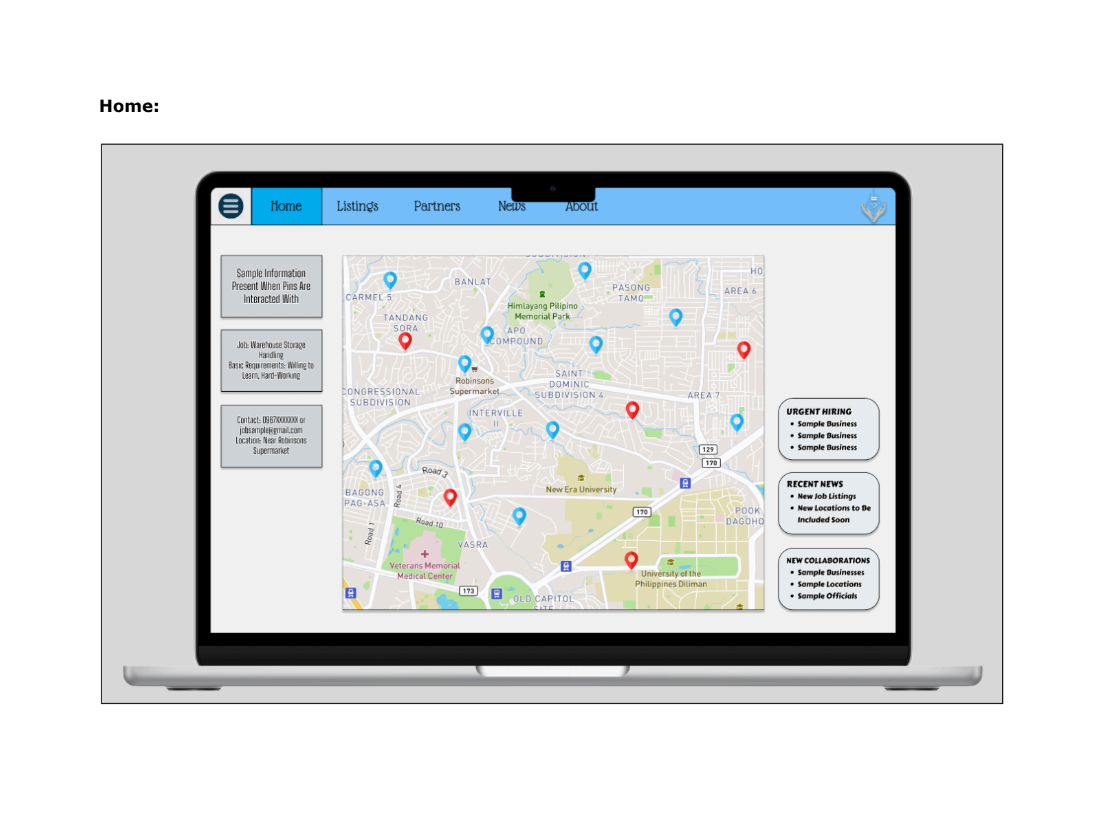 Home:
Home
Listings
Partners
News
About
Sample Information
Present When Pins Are
Interacted With
Job: Warehouse Storage
Handling
Basic Requirements: Willing to
Learn, Hard-Working
Contact: 0967XXXXXXX or
jobsample@gmail.com
Location: Near Robinsons
Supermarket
SUBDIVISION
HO
BANLAT
PASONG
TAMO
AREA 6
CARMEL 5
Himlayang Pilipino
Memorial Park
TANDANG
SORA
APO
COMPOUND
Robinsons
Supermarket
SAINT
DOMINIC
SUBDIVISION 4
CONGRESSIONAL
SUBDIVISION
AREA 7
INTERVILLE
II
129
170
Road 3
New Era University
BAGONG
PAG-ASA
Road 4
170
POOK
DAGOHO
Road 10
Road 1
VASRA
Veterans Memorial
Medical Center
University of the
Philippines Diliman
173
OLD CAPITOL
SITE
URGENT HIRING
• Sample Business
• Sample Business
• Sample Business
RECENT NEWS
• New Job Listings
• New Locations to Be
Included Soon
NEW COLLABORATIONS
• Sample Businesses
• Sample Locations
• Sample Officials